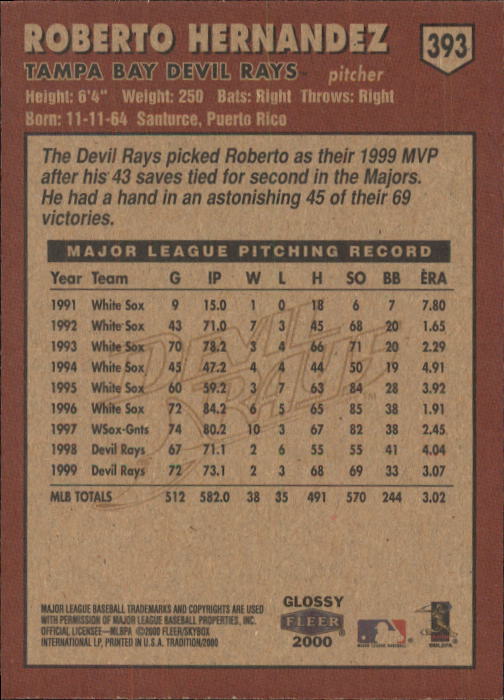 ROBERTO HERNANDEZ 393
TAMPA BAY DEVIL RAYS pitcher
Height: 6'4" Weight: 250 Bats: Right Throws: Right
Born: 11-11-64 Santurce, Puerto Rico
The Devil Rays picked Roberto as their 1999 MVP
after his 43 saves tied for second in the Majors.
He had a hand in an astonishing 45 of their 69
victories.
MAJOR LEAGUE PITCHING RECORD
Year Team G IP W L H SO BB ERA
1991 White Sox 9 15.0 1 0 18 6 7 7.80
1992 White Sox 43 71.0 7 3 45 68 20 1.65
1993 White Sox 70 78.2 3 4 66 71 20 2.29
1994 White Sox 45 47.2 4 4 44 50 19 4.91
1995 White Sox 60 59.2 3 7 63 84 28 3.92
1996 White Sox 72 84.2 6 5 65 85 38 1.91
1997 WSox-Gnts 74 80.2 10 3 67 82 38 2.45
1998 Devil Rays 67 71.1 2 6 55 55 41 4.04
1999 Devil Rays 72 73.1 2 3 68 69 33 3.07
MLB TOTALS 512 582.0 38 35 491 570 244 3.02
DEVIL RAYS TM
MAJOR LEAGUE BASEBALL TRADEMARKS AND COPYRIGHTS ARE USED
WITH PERMISSION OF MAJOR LEAGUE BASEBALL PROPERTIES, INC.
OFFICIAL LICENSEE—MLBPA ©2000 FLEER/SKYBOX
INTERNATIONAL LP, PRINTED IN U.S.A. TRADITION/2000
GLOSSY
FLEER
2000